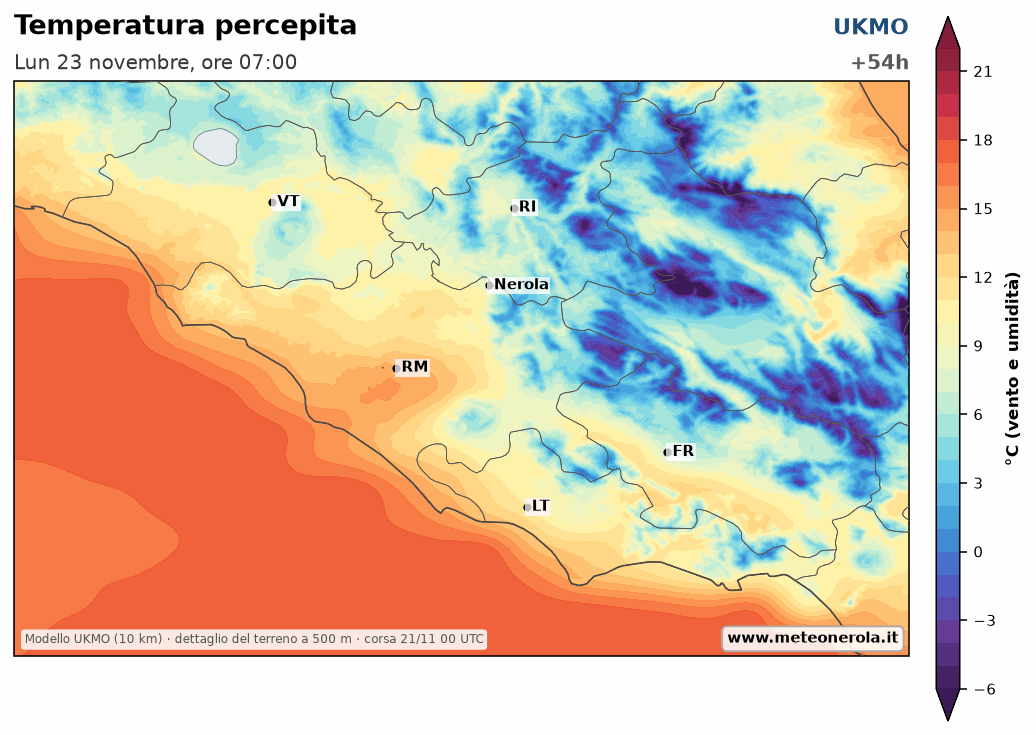 Temperatura percepita
UKMO
Lun 23 novembre, ore 07:00
+54h
21
18
15
12
9
6
3
0
−3
−6
°C (vento e umidità)
VT
RI
Nerola
RM
FR
LT
Modello UKMO (10 km) · dettaglio del terreno a 500 m · corsa 21/11 00 UTC
www.meteonerola.it